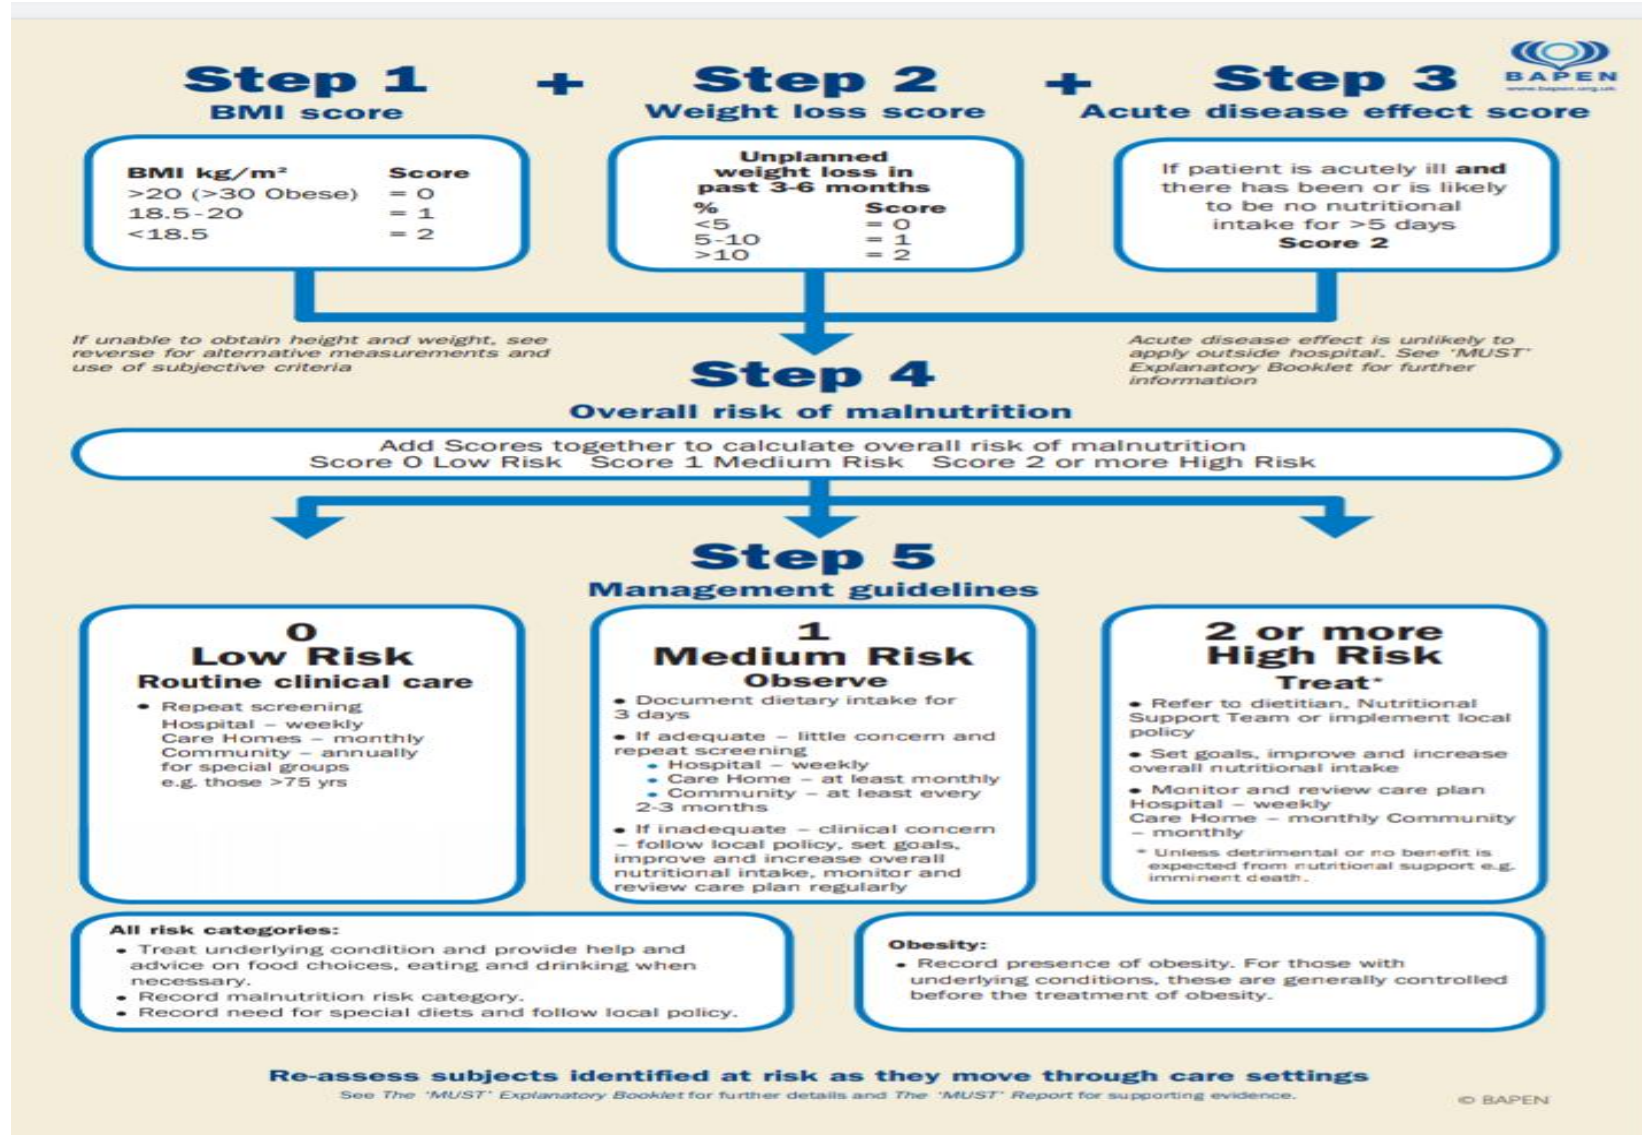 Step 1 + Step 2 + Step 3
BAPEN
www.bapen.org.uk
BMI score
Weight loss score
Acute disease effect score
BMI kg/m² Score
>20 (>30 Obese) = 0
18.5-20 = 1
<18.5 = 2
Unplanned
weight loss in
past 3-6 months
% Score
<5 = 0
5-10 = 1
>10 = 2
If patient is acutely ill and
there has been or is likely
to be no nutritional
intake for >5 days
Score 2
If unable to obtain height and weight, see
reverse for alternative measurements and
use of subjective criteria
Acute disease effect is unlikely to
apply outside hospital. See 'MUST'
Explanatory Booklet for further
information
Step 4
Overall risk of malnutrition
Add Scores together to calculate overall risk of malnutrition
Score 0 Low Risk Score 1 Medium Risk Score 2 or more High Risk
Step 5
Management guidelines
0
Low Risk
Routine clinical care
• Repeat screening
Hospital – weekly
Care Homes – monthly
Community – annually
for special groups
e.g. those >75 yrs
1
Medium Risk
Observe
• Document dietary intake for
3 days
• If adequate – little concern and
repeat screening
• Hospital – weekly
• Care Home – at least monthly
• Community – at least every
2-3 months
• If inadequate – clinical concern
– follow local policy, set goals,
improve and increase overall
nutritional intake, monitor and
review care plan regularly
2 or more
High Risk
Treat*
• Refer to dietitian, Nutritional
Support Team or implement local
policy
• Set goals, improve and increase
overall nutritional intake
• Monitor and review care plan
Hospital – weekly
Care Home – monthly Community
– monthly
* Unless detrimental or no benefit is
expected from nutritional support e.g.
imminent death.
All risk categories:
• Treat underlying condition and provide help and
advice on food choices, eating and drinking when
necessary.
• Record malnutrition risk category.
• Record need for special diets and follow local policy.
Obesity:
• Record presence of obesity. For those with
underlying conditions, these are generally controlled
before the treatment of obesity.
Re-assess subjects identified at risk as they move through care settings
See The 'MUST' Explanatory Booklet for further details and The 'MUST' Report for supporting evidence.
© BAPEN